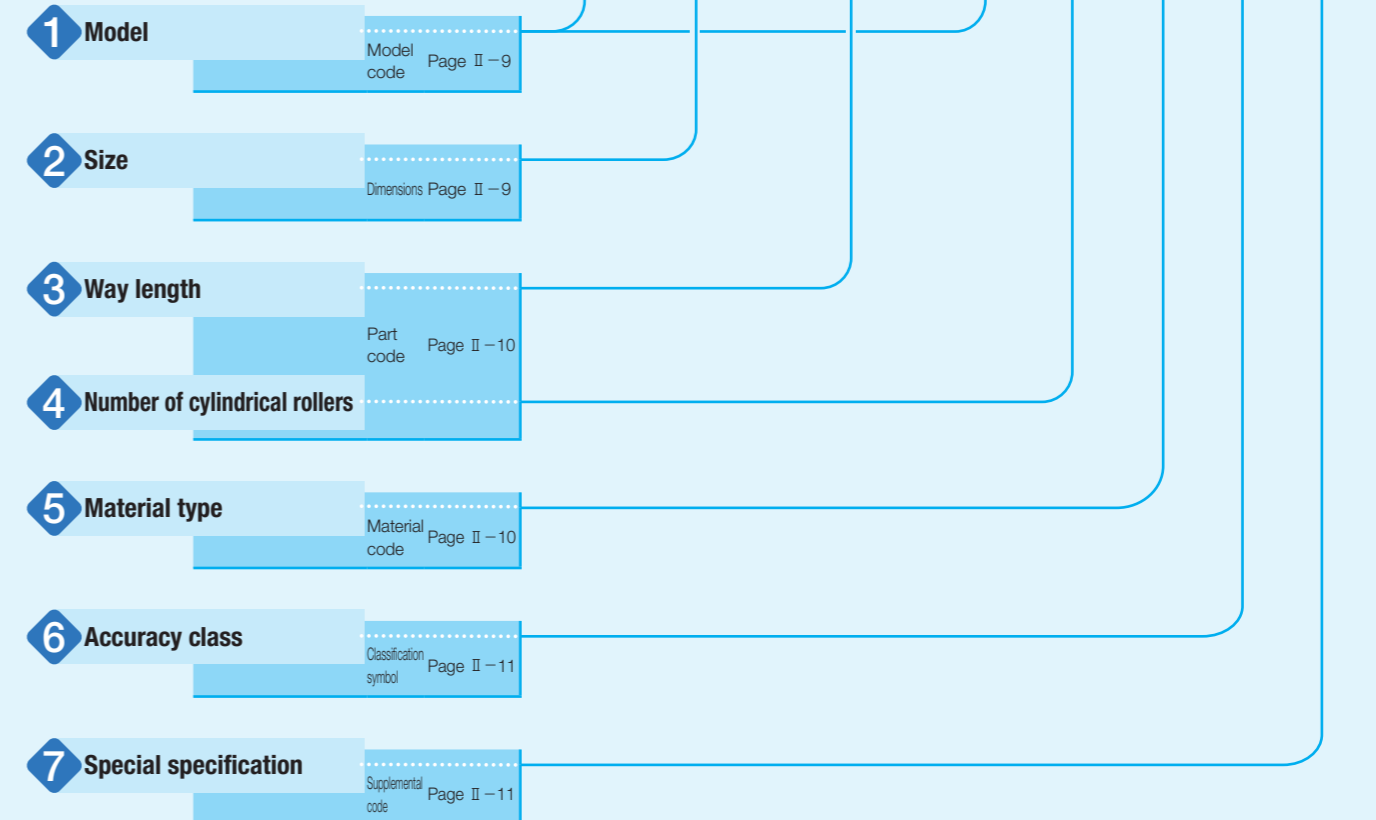 1 Model
Model
code
Page Ⅱ−9
2 Size
Dimensions Page Ⅱ−9
3 Way length
Part
code
Page Ⅱ−10
4 Number of cylindrical rollers
5 Material type
Material
code
Page Ⅱ−10
6 Accuracy class
Classification
symbol
Page Ⅱ−11
7 Special specification
Supplemental
code
Page Ⅱ−11